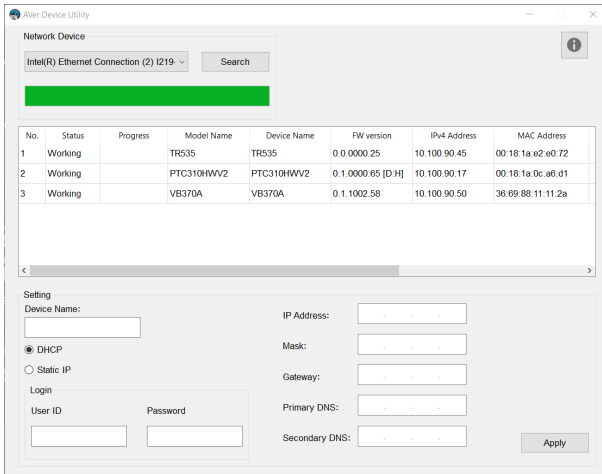 AVer Device Utility
Network Device
Intel(R) Ethernet Connection (2) I219-
Search
No. Status Progress Model Name Device Name FW version IPv4 Address MAC Address
1 Working TR535 TR535 0.0.0000.25 10.100.90.45 00:18:1a:e2:e0:72
2 Working PTC310HWV2 PTC310HWV2 0.1.0000.65 [D:H] 10.100.90.17 00:18:1a:0c:a6:d1
3 Working VB370A VB370A 0.1.1002.58 10.100.90.50 36:69:88:11:11:2a
Setting
Device Name:
DHCP
Static IP
Login
User ID Password
IP Address:
Mask:
Gateway:
Primary DNS:
Secondary DNS:
Apply